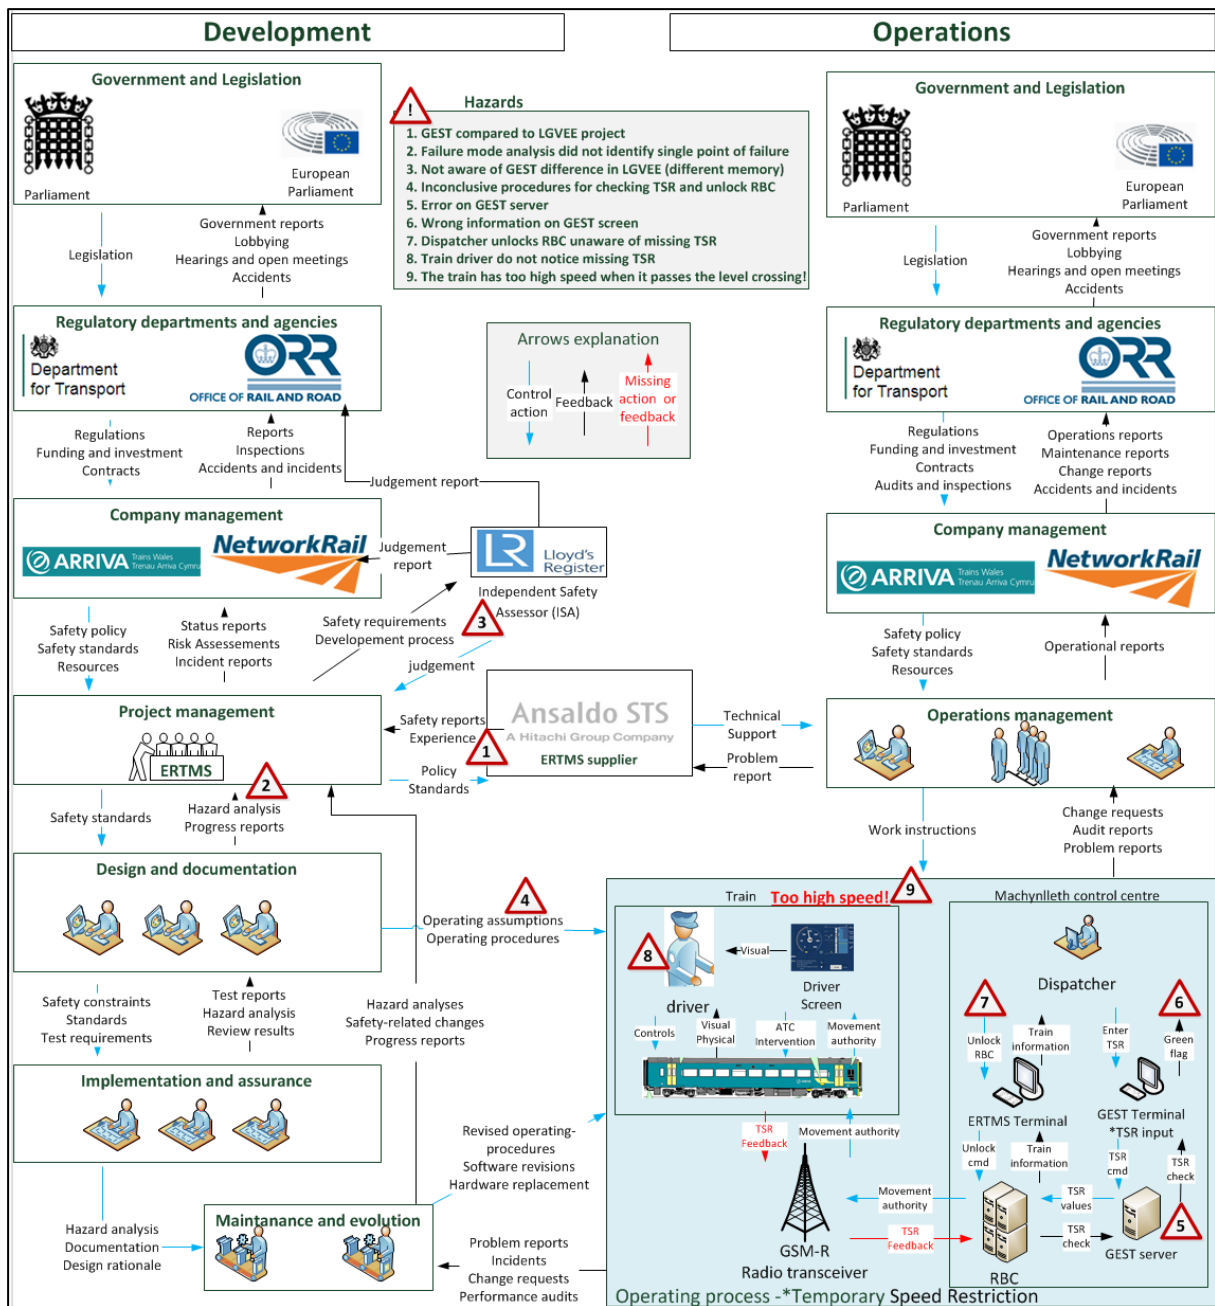 Development
Operations
Government and Legislation
Parliament
European
Parliament
Legislation
Government reports
Lobbying
Hearings and open meetings
Accidents
!
Hazards
1. GEST compared to LGVEE project
2. Failure mode analysis did not identify single point of failure
3. Not aware of GEST difference in LGVEE (different memory)
4. Inconclusive procedures for checking TSR and unlock RBC
5. Error on GEST server
6. Wrong information on GEST screen
7. Dispatcher unlocks RBC unaware of missing TSR
8. Train driver do not notice missing TSR
9. The train has too high speed when it passes the level crossing!
Government and Legislation
Parliament
European
Parliament
Legislation
Government reports
Lobbying
Hearings and open meetings
Accidents
Regulatory departments and agencies
Department
for Transport
ORR
OFFICE OF RAIL AND ROAD
Arrows explanation
Control
action
Feedback
Missing
action or
feedback
Regulatory departments and agencies
Department
for Transport
ORR
OFFICE OF RAIL AND ROAD
Regulations
Funding and investment
Contracts
Reports
Inspections
Accidents and incidents
Judgement report
Regulations
Funding and investment
Contracts
Audits and inspections
Operations reports
Maintenance reports
Change reports
Accidents and incidents
Company management
ARRIVA
Trains Wales
Trenau Arriva Cymru
NetworkRail
Judgement
report
LR
Lloyd's
Register
Independent Safety
Assessor (ISA)
3
Company management
ARRIVA
Trains Wales
Trenau Arriva Cymru
NetworkRail
Safety policy
Safety standards
Resources
Status reports
Risk Assessements
Incident reports
Safety requirements
Developement process
judgement
Safety policy
Safety standards
Resources
Operational reports
Project management
ERTMS
2
Safety reports
Experience
1
Policy
Standards
Ansaldo STS
A Hitachi Group Company
ERTMS supplier
Technical
Support
Problem
report
Operations management
Safety standards
Hazard analysis
Progress reports
Work instructions
Change requests
Audit reports
Problem reports
Design and documentation
4
Operating assumptions
Operating procedures
Safety constraints
Standards
Test requirements
Test reports
Hazard analysis
Review results
Hazard analyses
Safety-related changes
Progress reports
Implementation and assurance
Revised operating-
procedures
Software revisions
Hardware replacement
Hazard analysis
Documentation
Design rationale
Maintanance and evolution
Problem reports
Incidents
Change requests
Performance audits
Train
Too high speed!
9
8
driver
Visual
Driver
Screen
Controls
Visual
Physical
ATC
Intervention
Movement
authority
TSR
Feedback
Movement authority
GSM-R
Radio transceiver
Movement
authority
TSR
Feedback
Machynlleth control centre
Dispatcher
7
6
Unlock
RBC
Train
information
Enter
TSR
Green
flag
ERTMS Terminal
GEST Terminal
*TSR input
Unlock
cmd
Train
information
TSR
cmd
TSR
check
TSR
values
TSR
check
5
RBC
GEST server
Operating process -*Temporary Speed Restriction